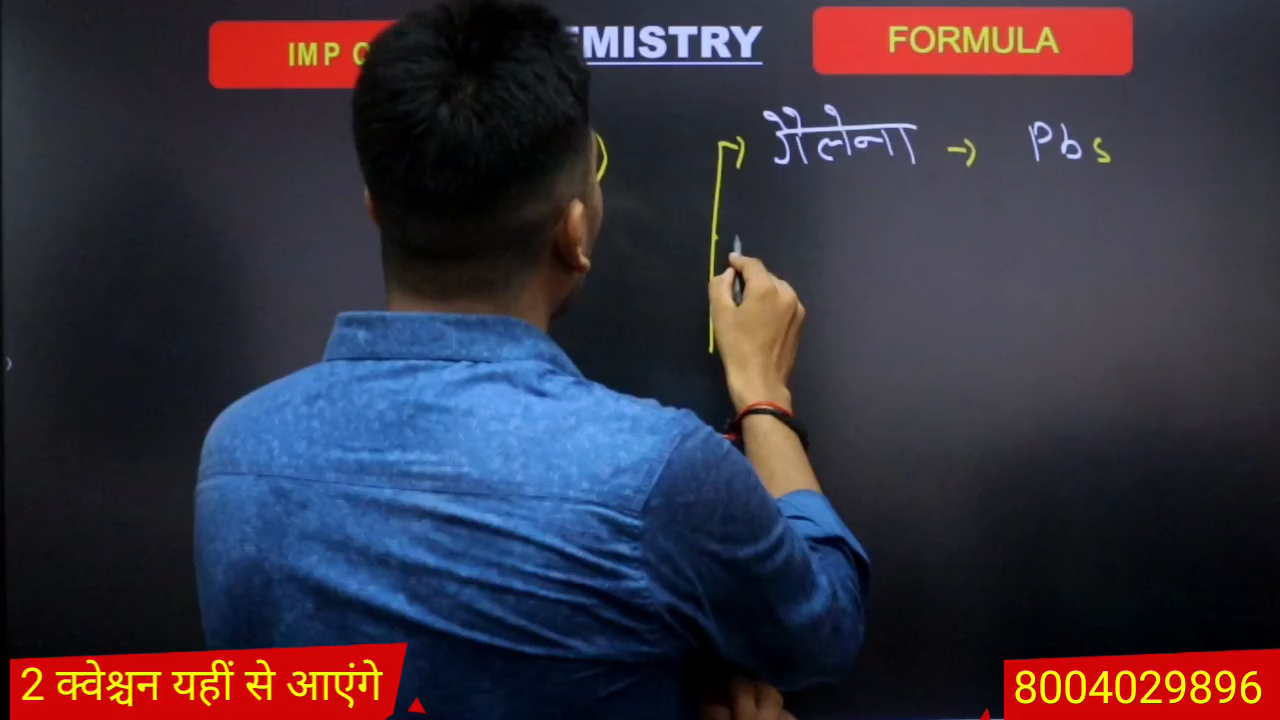 IMP
EMISTRY
FORMULA
गैलेना → Pbs
2 क्वेश्चन यहीं से आएंगे
8004029896